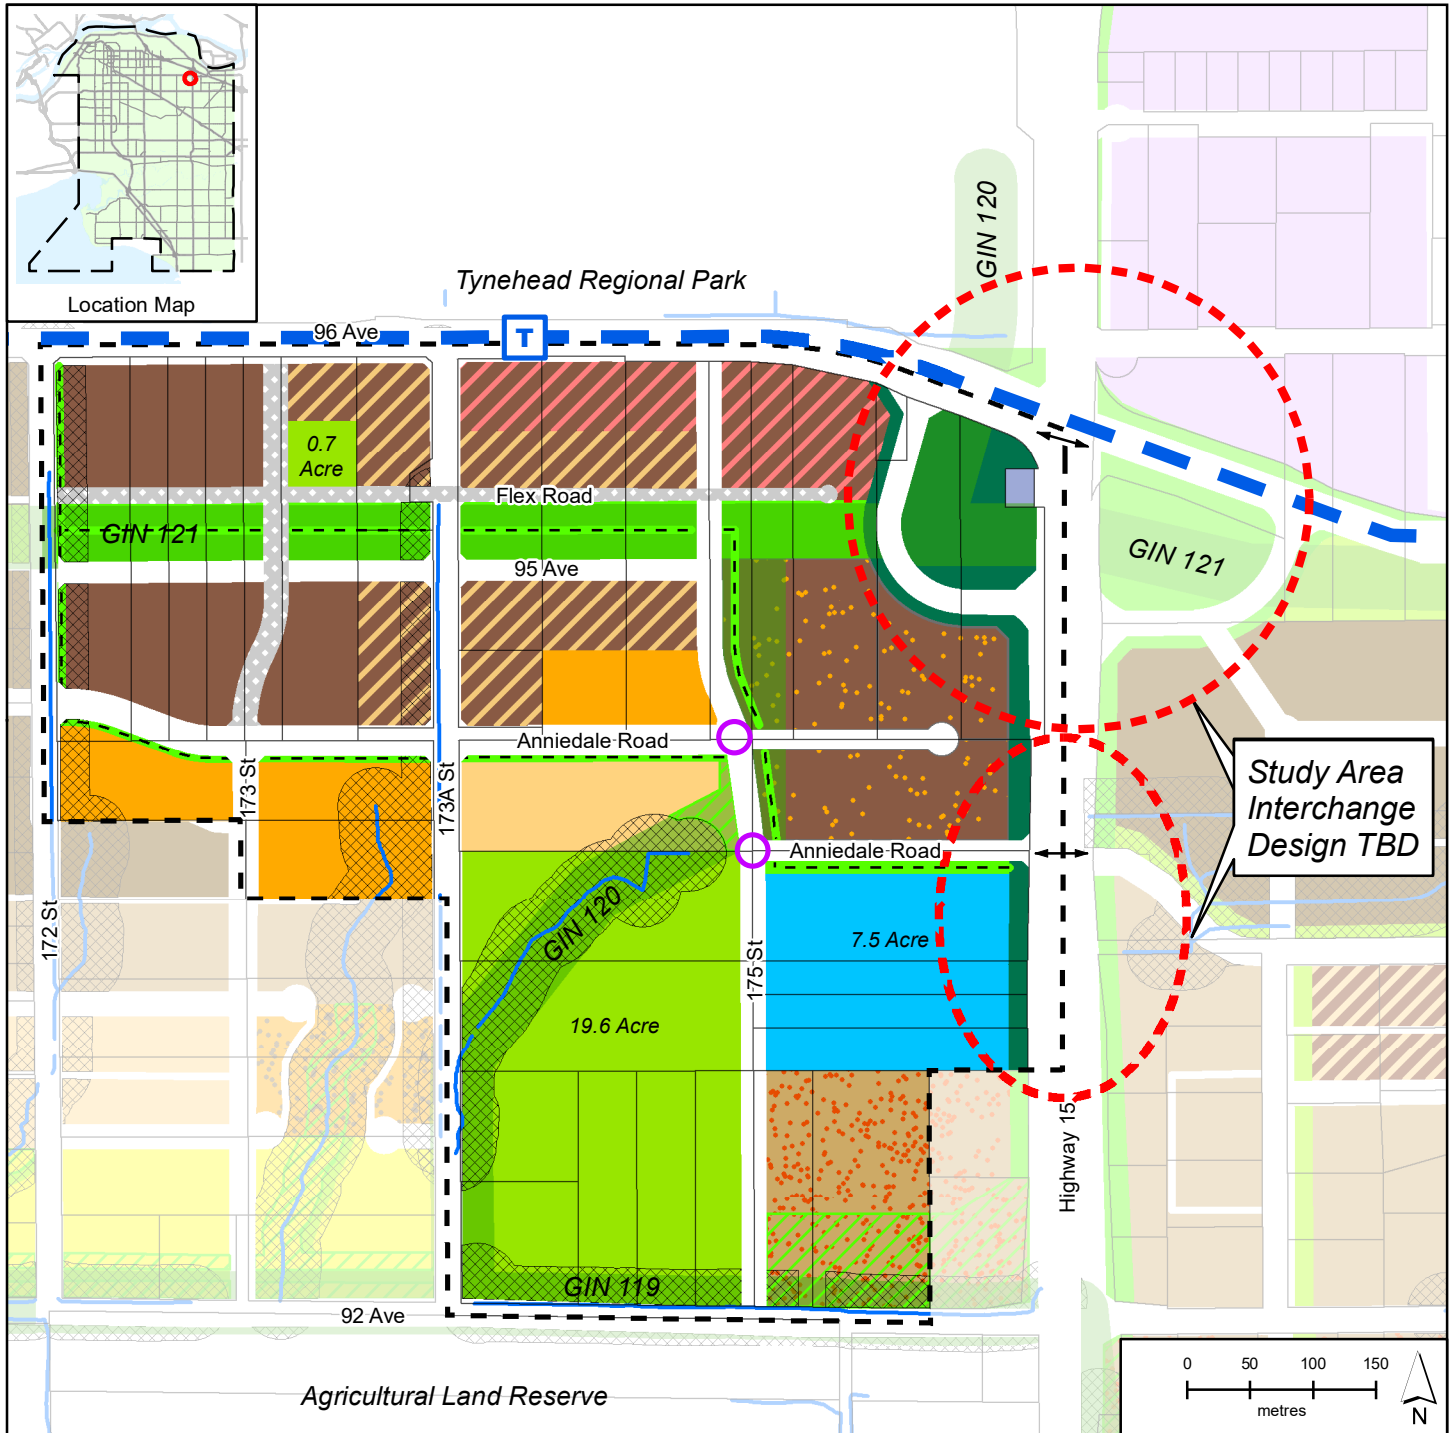 Location Map
GIN 120
Tynehead Regional Park
96 Ave
T
0.7
Acre
Flex Road
GIN 121
GIN 121
95 Ave
Anniedale Road
173 St
173A St
Study Area
Interchange
Design TBD
Anniedale Road
GIN 120
172 St
7.5 Acre
175 St
19.6 Acre
Highway 15
GIN 119
92 Ave
Agricultural Land Reserve
0 50 100 150
metres
N